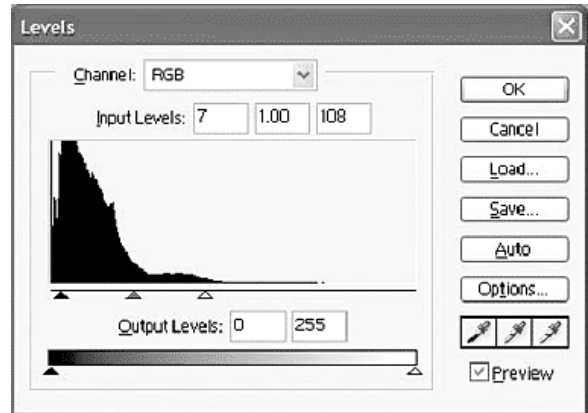 Levels
Channel: RGB
Input Levels: 7 1.00 108
Output Levels: 0 255
OK
Cancel
Load...
Save...
Auto
Options...
Preview